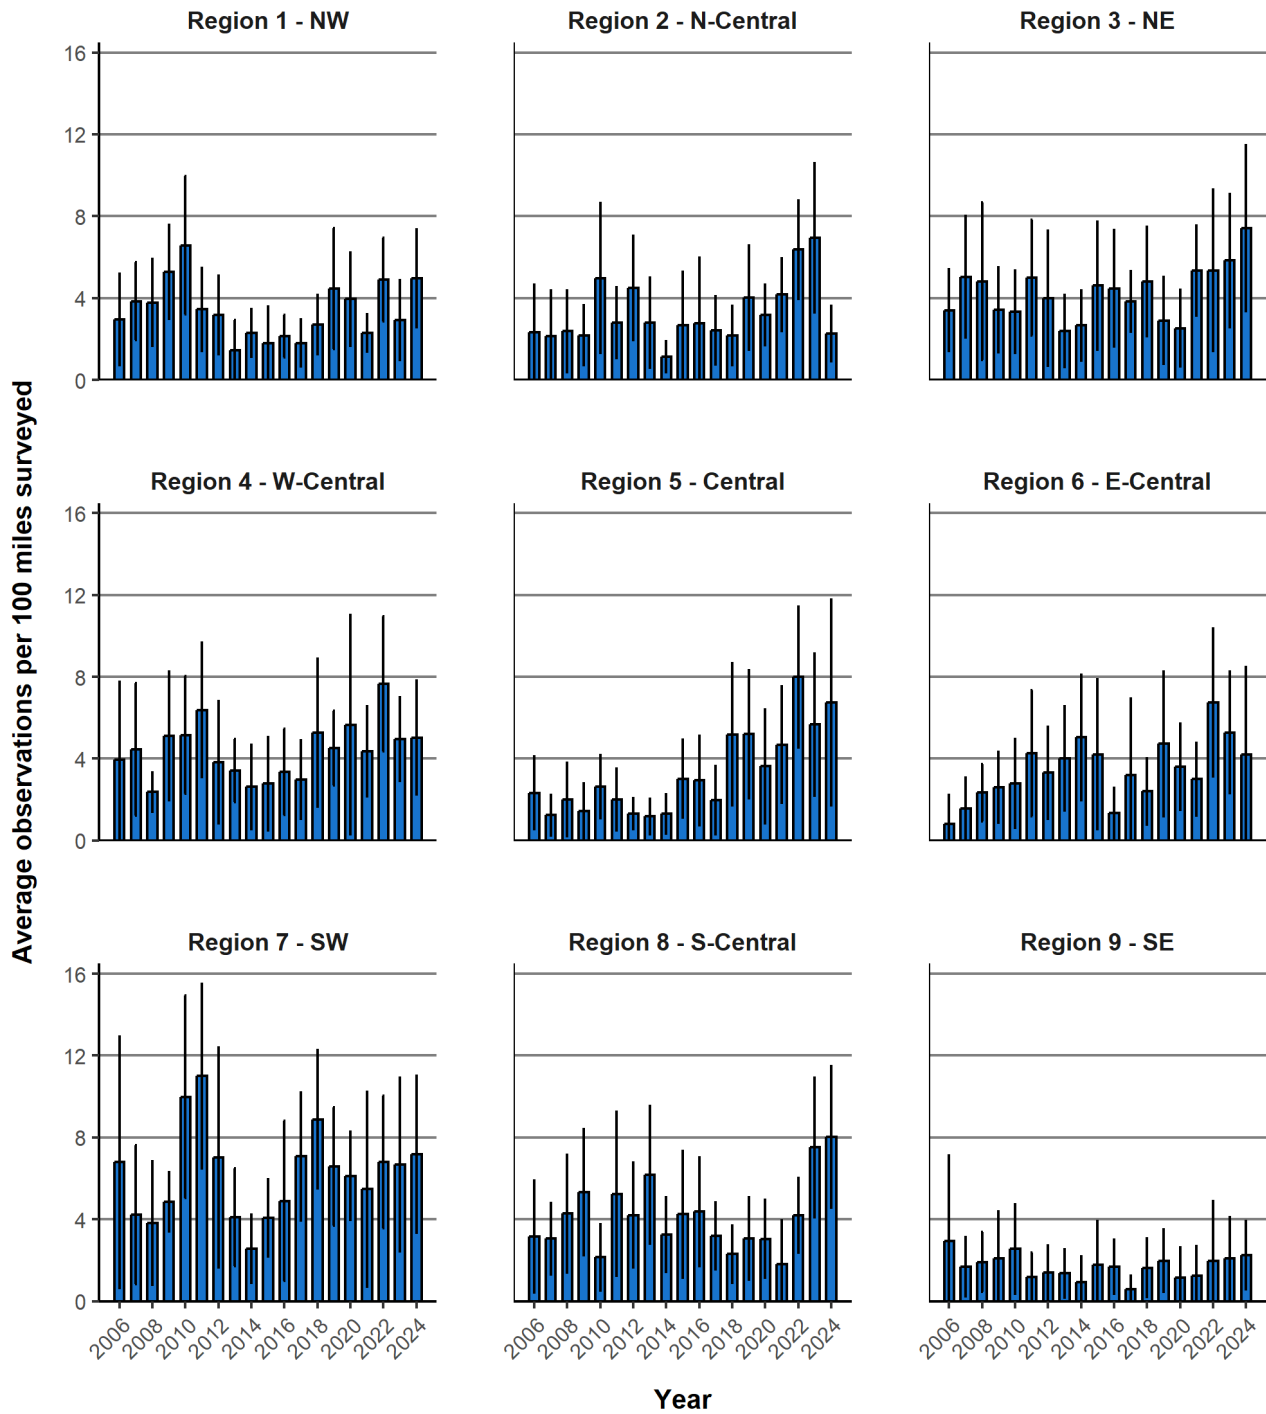 Region 1 - NW
Region 2 - N-Central
Region 3 - NE
16
12
8
4
0
Region 4 - W-Central
Region 5 - Central
Region 6 - E-Central
16
12
8
4
0
Region 7 - SW
Region 8 - S-Central
Region 9 - SE
16
12
8
4
0
2006 2008 2010 2012 2014 2016 2018 2020 2022 2024
2006 2008 2010 2012 2014 2016 2018 2020 2022 2024
2006 2008 2010 2012 2014 2016 2018 2020 2022 2024
Average observations per 100 miles surveyed
Year